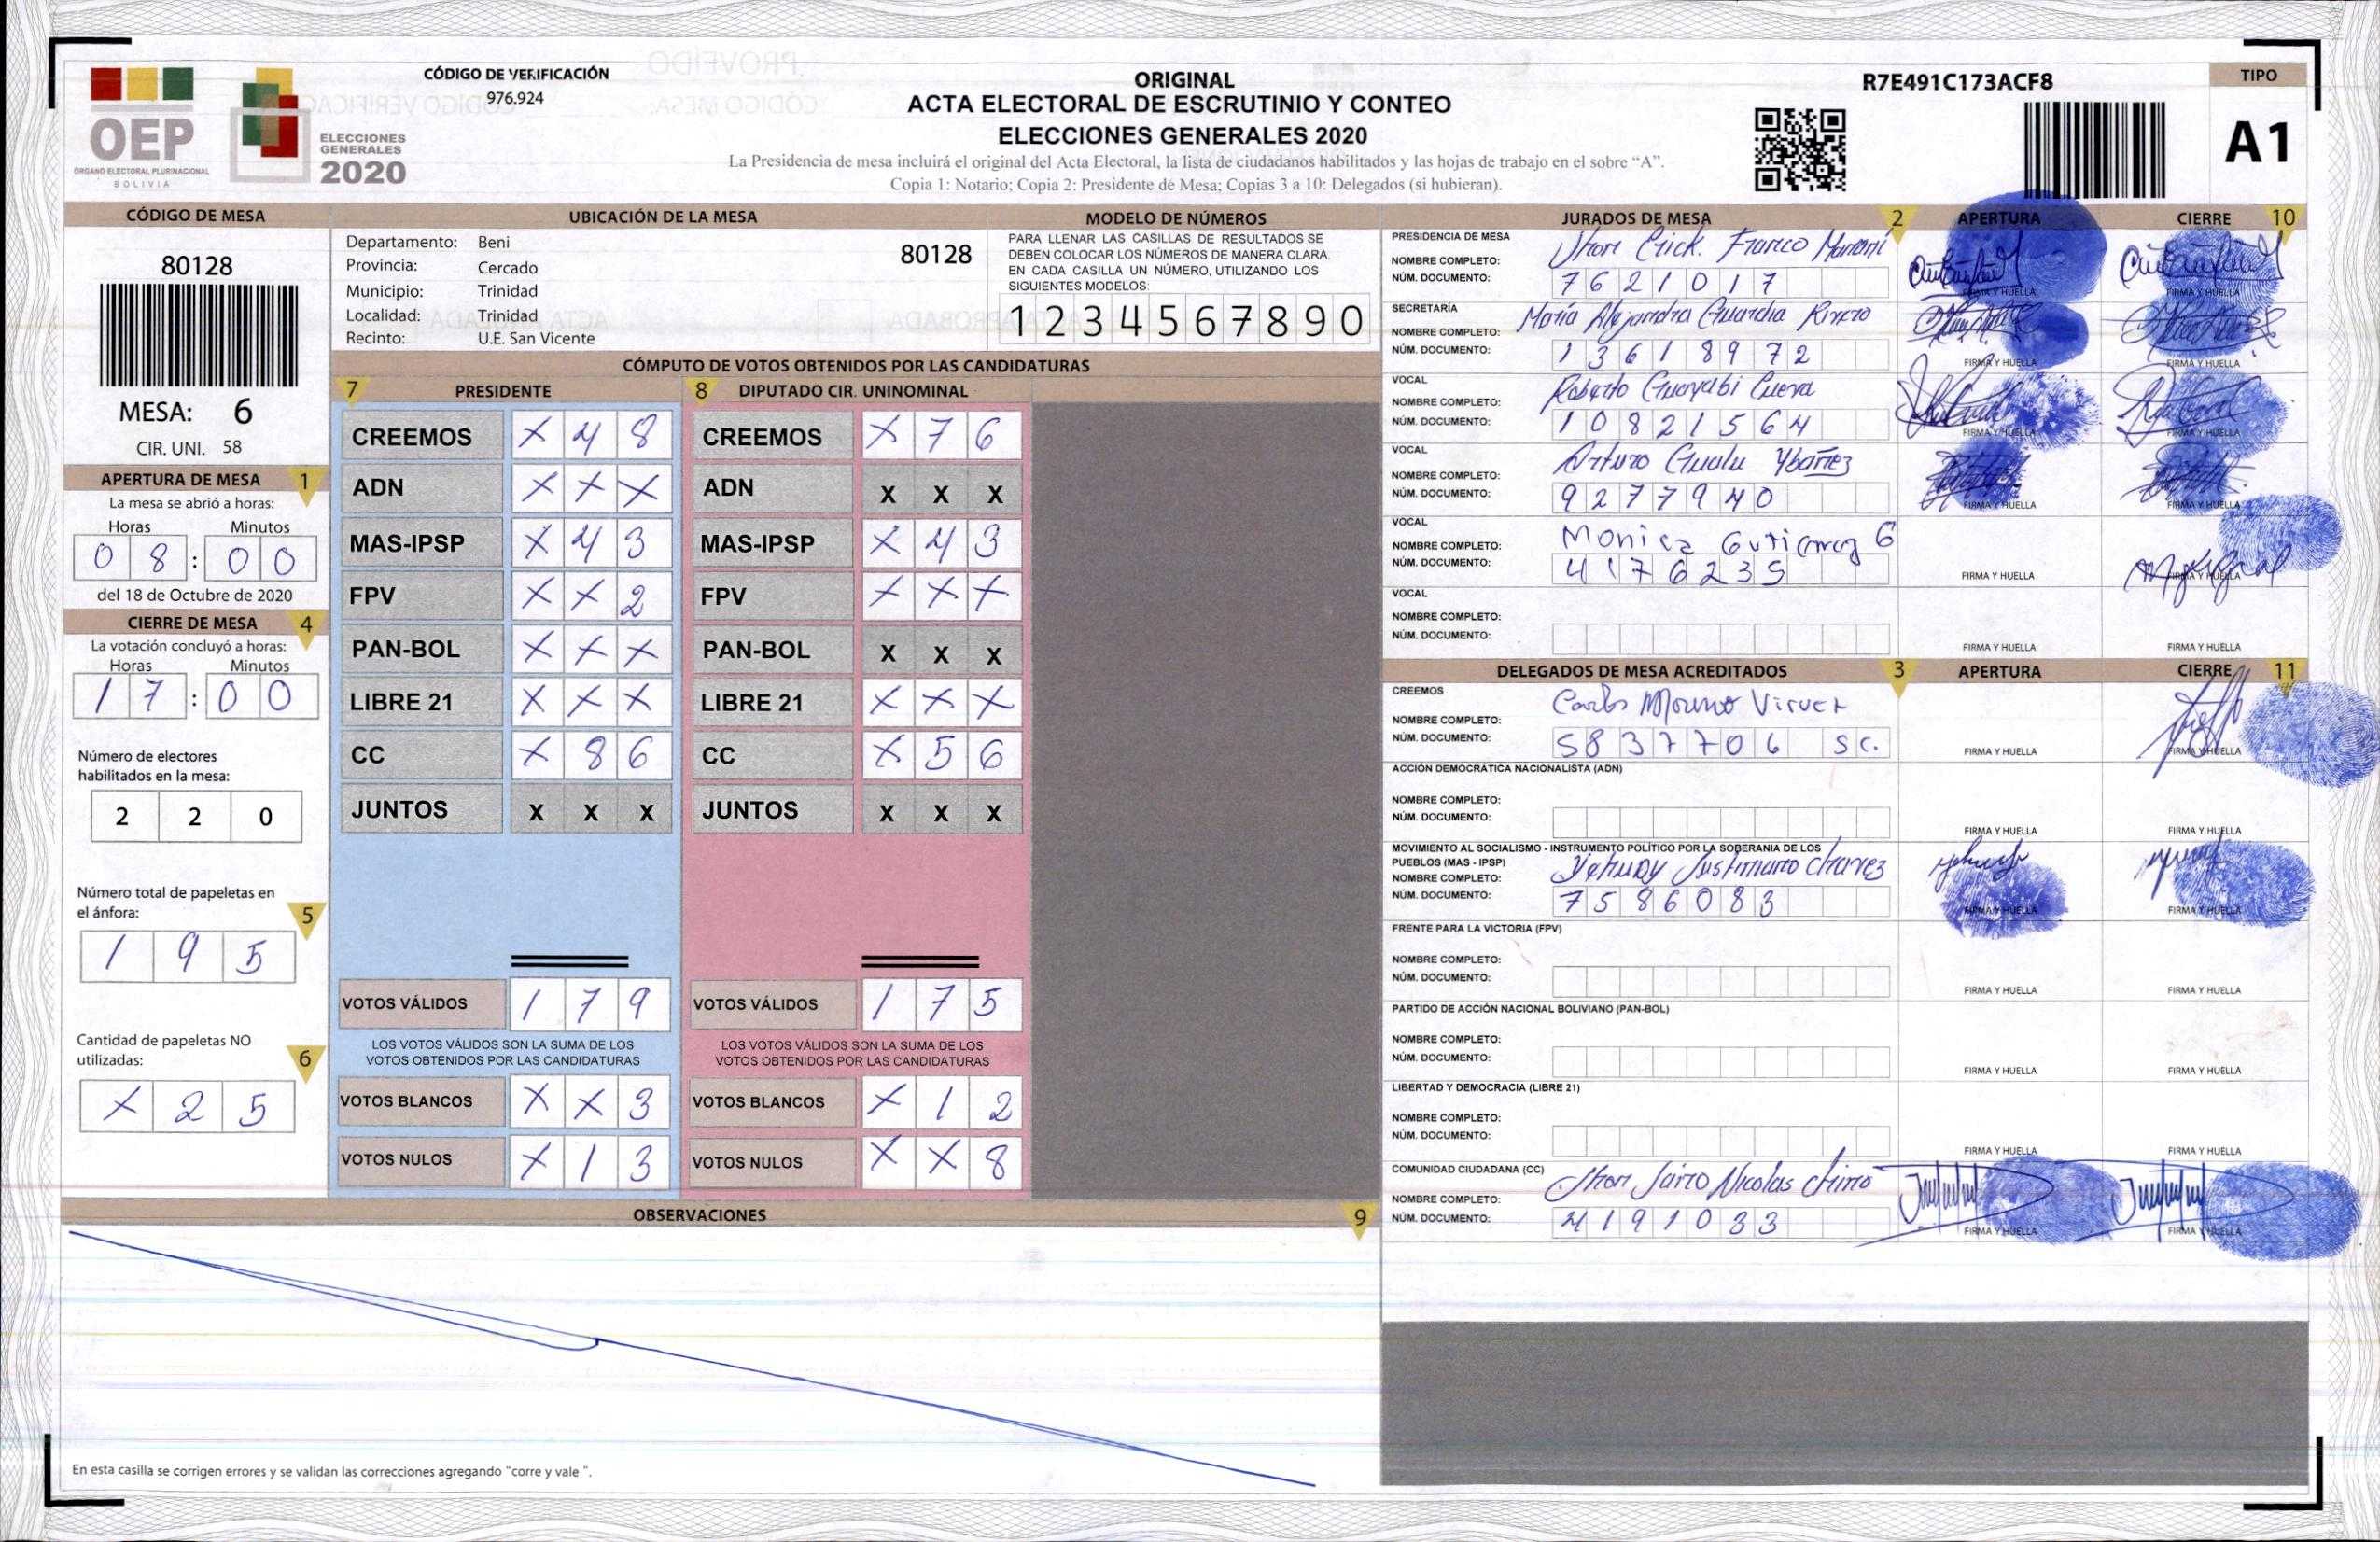 CÓDIGO DE VERIFICACIÓN
976.924
ORIGINAL
ACTA ELECTORAL DE ESCRUTINIO Y CONTEO
ELECCIONES GENERALES 2020
La Presidencia de mesa incluirá el original del Acta Electoral, la lista de ciudadanos habilitados y las hojas de trabajo en el sobre “A”.
Copia 1: Notario; Copia 2: Presidente de Mesa; Copias 3 a 10: Delegados (si hubieran).
R7E491C173ACF8
TIPO
A1
OEP
ÓRGANO ELECTORAL PLURINACIONAL
BOLIVIA
ELECCIONES
GENERALES
2020
CÓDIGO DE MESA
80128
MESA: 6
CIR. UNI. 58
APERTURA DE MESA 1
La mesa se abrió a horas:
Horas Minutos
0 8 : 0 0
del 18 de Octubre de 2020
CIERRE DE MESA 4
La votación concluyó a horas:
Horas Minutos
1 7 : 0 0
Número de electores
habilitados en la mesa:
2 2 0
Número total de papeletas en
el ánfora: 5
1 9 5
Cantidad de papeletas NO
utilizadas: 6
X 2 5
UBICACIÓN DE LA MESA
Departamento: Beni
Provincia: Cercado
Municipio: Trinidad
Localidad: Trinidad
Recinto: U.E. San Vicente
80128
MODELO DE NÚMEROS
PARA LLENAR LAS CASILLAS DE RESULTADOS SE
DEBEN COLOCAR LOS NÚMEROS DE MANERA CLARA.
EN CADA CASILLA UN NÚMERO, UTILIZANDO LOS
SIGUIENTES MODELOS:
1 2 3 4 5 6 7 8 9 0
CÓMPUTO DE VOTOS OBTENIDOS POR LAS CANDIDATURAS
7 PRESIDENTE
CREEMOS X 4 8
ADN X X X
MAS-IPSP X 4 3
FPV X X 2
PAN-BOL X X X
LIBRE 21 X X X
CC X 8 6
JUNTOS X X X
VOTOS VÁLIDOS 1 7 9
LOS VOTOS VÁLIDOS SON LA SUMA DE LOS
VOTOS OBTENIDOS POR LAS CANDIDATURAS
VOTOS BLANCOS X X 3
VOTOS NULOS X 1 3
8 DIPUTADO CIR. UNINOMINAL
CREEMOS X 7 6
ADN X X X
MAS-IPSP X 4 3
FPV X X X
PAN-BOL X X X
LIBRE 21 X X X
CC X 5 6
JUNTOS X X X
VOTOS VÁLIDOS 1 7 5
LOS VOTOS VÁLIDOS SON LA SUMA DE LOS
VOTOS OBTENIDOS POR LAS CANDIDATURAS
VOTOS BLANCOS X 1 2
VOTOS NULOS X X 8
OBSERVACIONES 9
En esta casilla se corrigen errores y se validan las correcciones agregando “corre y vale ”.
JURADOS DE MESA 2 APERTURA CIERRE 10
PRESIDENCIA DE MESA
NOMBRE COMPLETO: Jhon Erick. Franco Mamani
NÚM. DOCUMENTO: 7 6 2 1 0 1 7
FIRMA Y HUELLA FIRMA Y HUELLA
SECRETARÍA
NOMBRE COMPLETO: María Alejandra Guardia Rivero
NÚM. DOCUMENTO: 1 3 6 1 8 9 7 2
FIRMA Y HUELLA FIRMA Y HUELLA
VOCAL
NOMBRE COMPLETO: Roberto Guayabi Cueva
NÚM. DOCUMENTO: 1 0 8 2 1 5 6 4
FIRMA Y HUELLA FIRMA Y HUELLA
VOCAL
NOMBRE COMPLETO: Arturo Ybañez
NÚM. DOCUMENTO: 9 2 7 7 9 4 0
FIRMA Y HUELLA FIRMA Y HUELLA
VOCAL
NOMBRE COMPLETO: Monica Gutierrez G
NÚM. DOCUMENTO: 4 1 7 6 2 3 5
FIRMA Y HUELLA FIRMA Y HUELLA
VOCAL
NOMBRE COMPLETO:
NÚM. DOCUMENTO:
FIRMA Y HUELLA FIRMA Y HUELLA
DELEGADOS DE MESA ACREDITADOS 3 APERTURA CIERRE 11
CREEMOS
NOMBRE COMPLETO: Carlos Moreno Viruez
NÚM. DOCUMENTO: 5 8 3 7 7 0 6 SC.
FIRMA Y HUELLA FIRMA Y HUELLA
ACCIÓN DEMOCRÁTICA NACIONALISTA (ADN)
NOMBRE COMPLETO:
NÚM. DOCUMENTO:
FIRMA Y HUELLA FIRMA Y HUELLA
MOVIMIENTO AL SOCIALISMO - INSTRUMENTO POLÍTICO POR LA SOBERANIA DE LOS
PUEBLOS (MAS - IPSP)
NOMBRE COMPLETO: Yehudy Justiniano Chavez
NÚM. DOCUMENTO: 7 5 8 6 0 8 3
FIRMA Y HUELLA FIRMA Y HUELLA
FRENTE PARA LA VICTORIA (FPV)
NOMBRE COMPLETO:
NÚM. DOCUMENTO:
FIRMA Y HUELLA FIRMA Y HUELLA
PARTIDO DE ACCIÓN NACIONAL BOLIVIANO (PAN-BOL)
NOMBRE COMPLETO:
NÚM. DOCUMENTO:
FIRMA Y HUELLA FIRMA Y HUELLA
LIBERTAD Y DEMOCRACIA (LIBRE 21)
NOMBRE COMPLETO:
NÚM. DOCUMENTO:
FIRMA Y HUELLA FIRMA Y HUELLA
COMUNIDAD CIUDADANA (CC)
NOMBRE COMPLETO: Jhon Jairo Nicolas
NÚM. DOCUMENTO: 4 1 9 1 0 3 3
FIRMA Y HUELLA FIRMA Y HUELLA